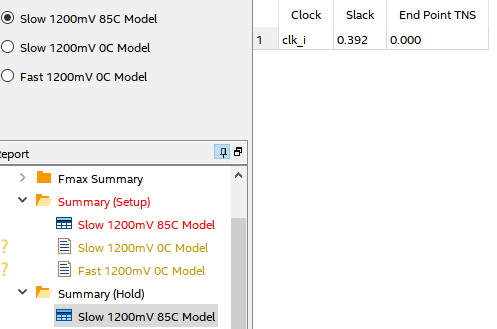 Slow 1200mV 85C Model
Slow 1200mV 0C Model
Fast 1200mV 0C Model
Clock Slack End Point TNS
1 clk_i 0.392 0.000
Report
Fmax Summary
Summary (Setup)
Slow 1200mV 85C Model
? Slow 1200mV 0C Model
? Fast 1200mV 0C Model
Summary (Hold)
Slow 1200mV 85C Model